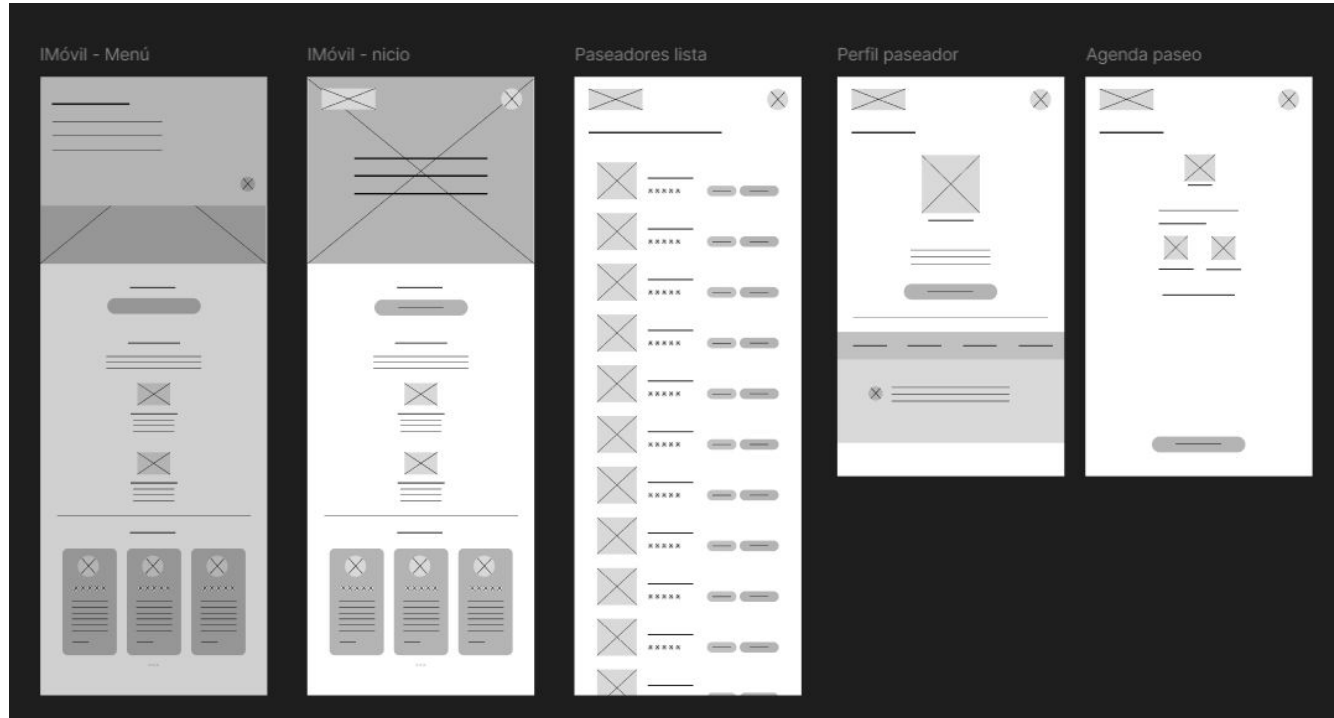 IMóvil - Menú
IMóvil - nicio
Paseadores lista
Perfil paseador
Agenda paseo